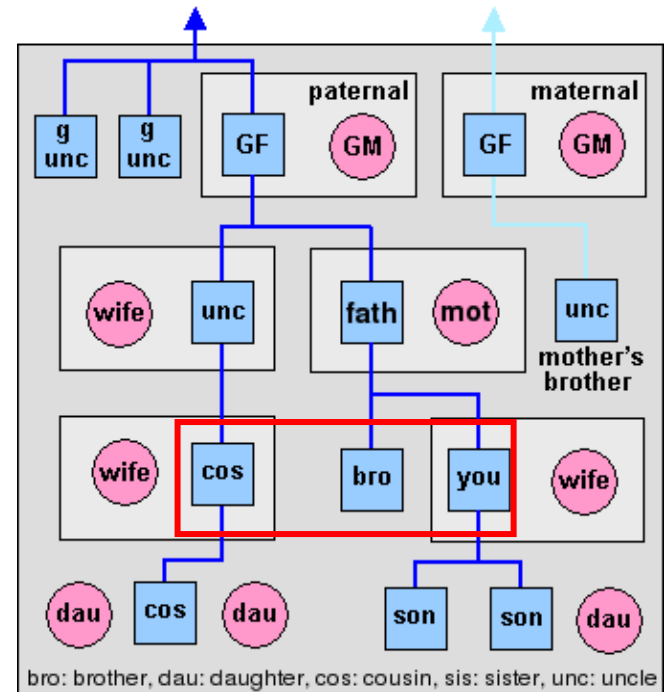 paternal
maternal
g
unc
g
unc
GF
GM
GF
GM
wife
unc
fath
mot
unc
mother's
brother
wife
cos
bro
you
wife
dau
cos
dau
son
son
dau
bro: brother, dau: daughter, cos: cousin, sis: sister, unc: uncle